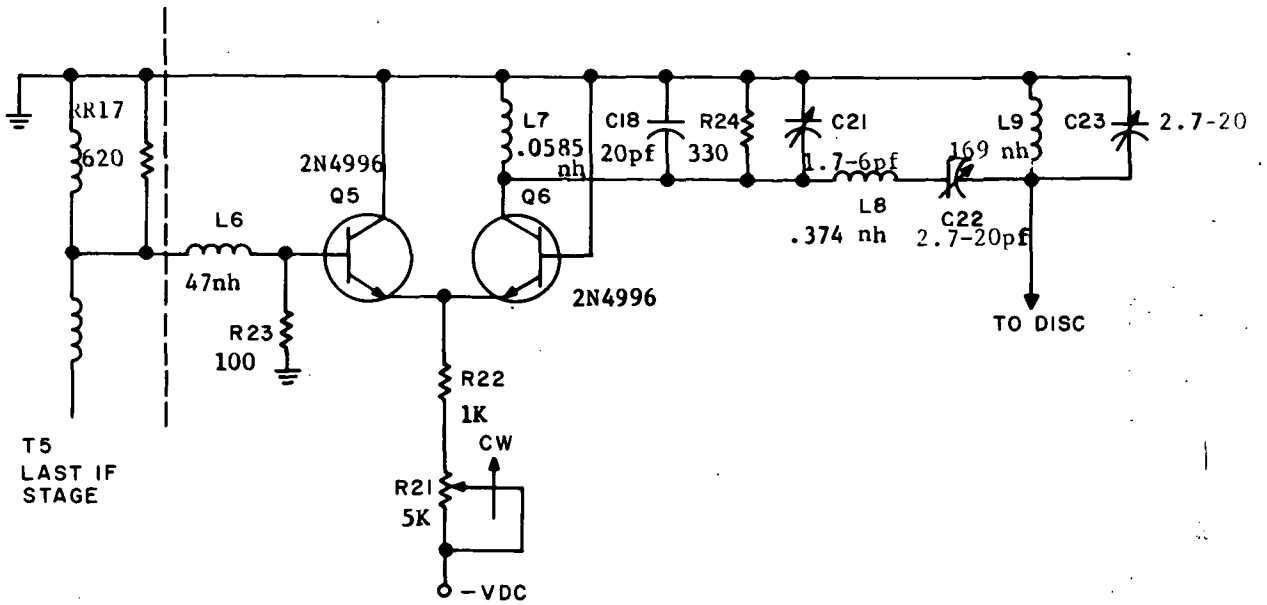 RR17
620
2N4996
Q5
L6
47nh
R23
100
L7
.0585
nh
Q6
2N4996
C18
20pf
R24
330
C21
1.7-6pf
L8
.374 nh
C22
2.7-20pf
L9
169 nh
C23
2.7-20
TO DISC
R22
1K
CW
R21
5K
-VDC
T5
LAST IF
STAGE